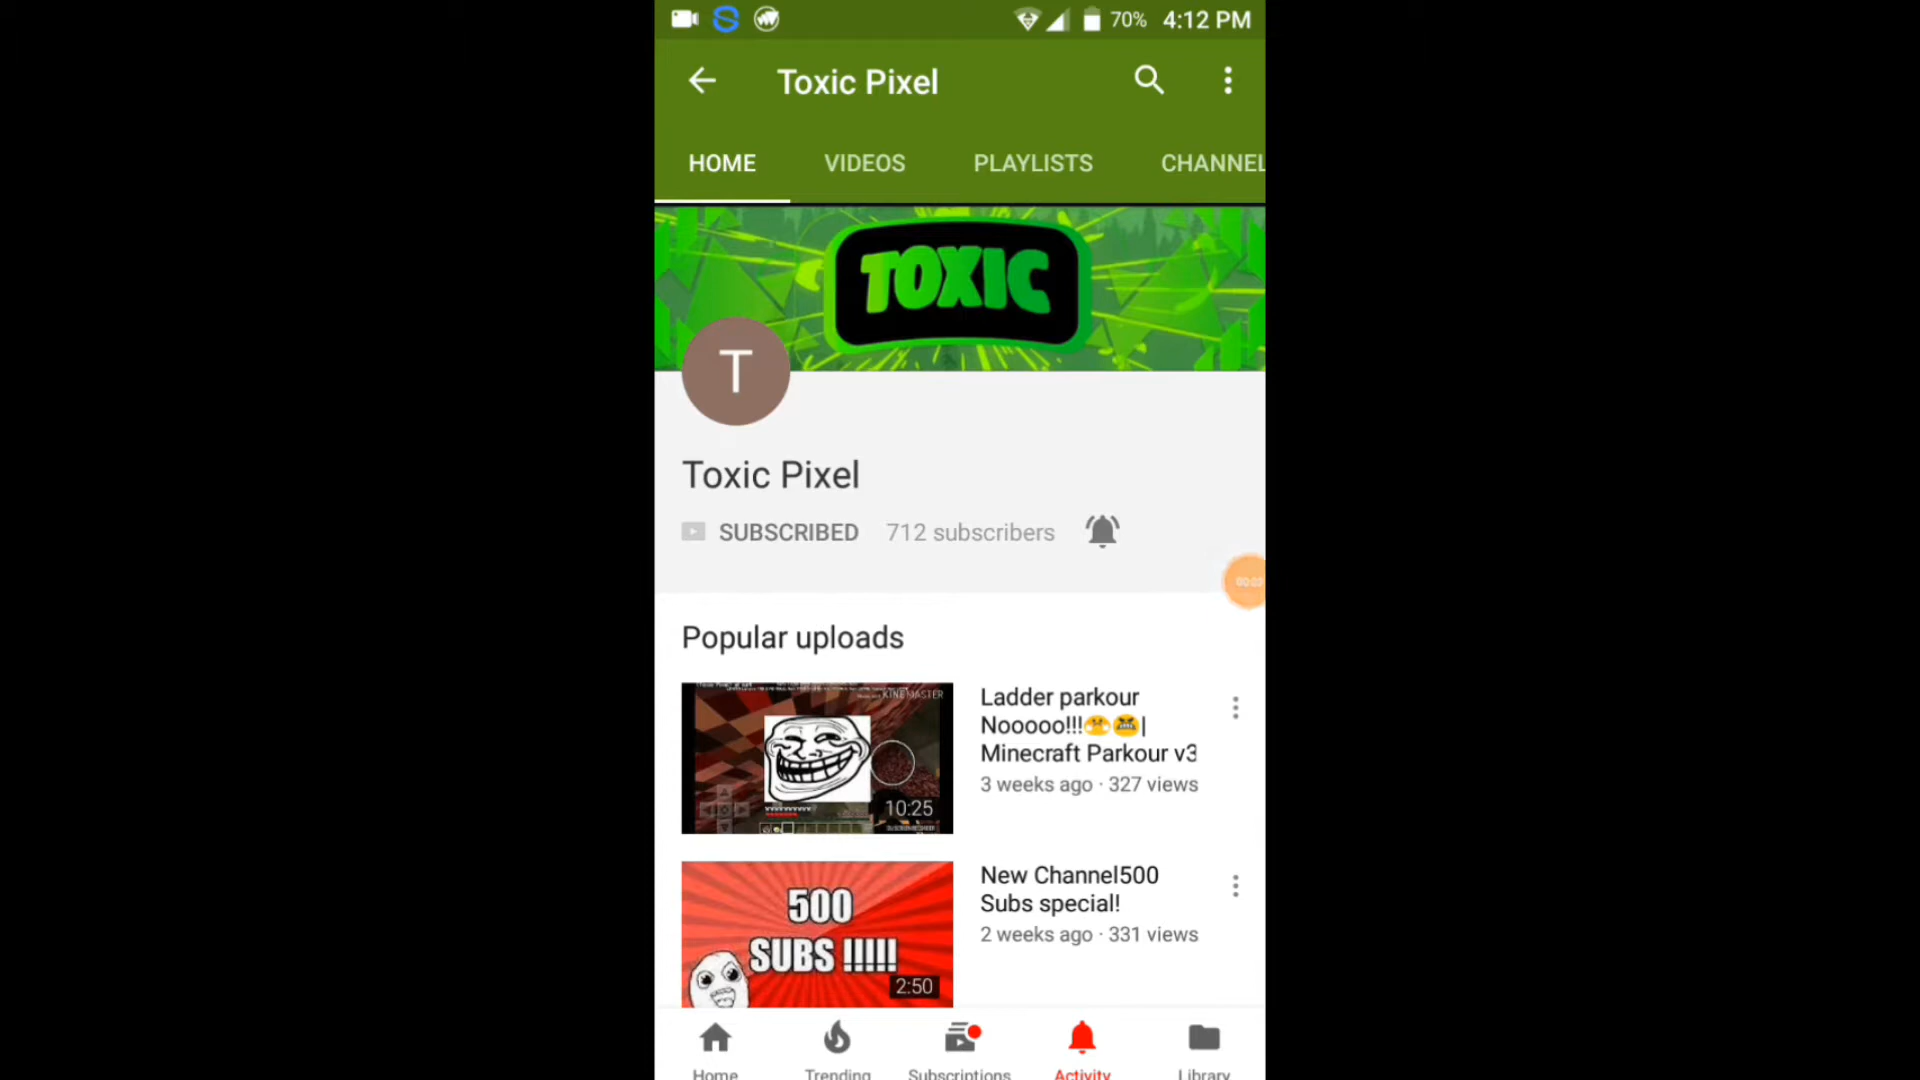 70% 4:12 PM
Toxic Pixel
HOME VIDEOS PLAYLISTS CHANNEL
TOXIC
T
Toxic Pixel
SUBSCRIBED 712 subscribers
Popular uploads
KINEMASTER
10:25
Ladder parkour
Nooooo!!!😷😠|
Minecraft Parkour v3
3 weeks ago · 327 views
500
SUBS !!!!!
2:50
New Channel500
Subs special!
2 weeks ago · 331 views
Home Trending Subscriptions Activity Library